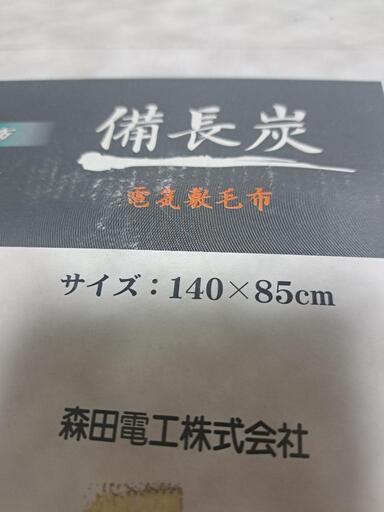 備長炭
電気敷毛布
サイズ：140×85cm
森田電工株式会社